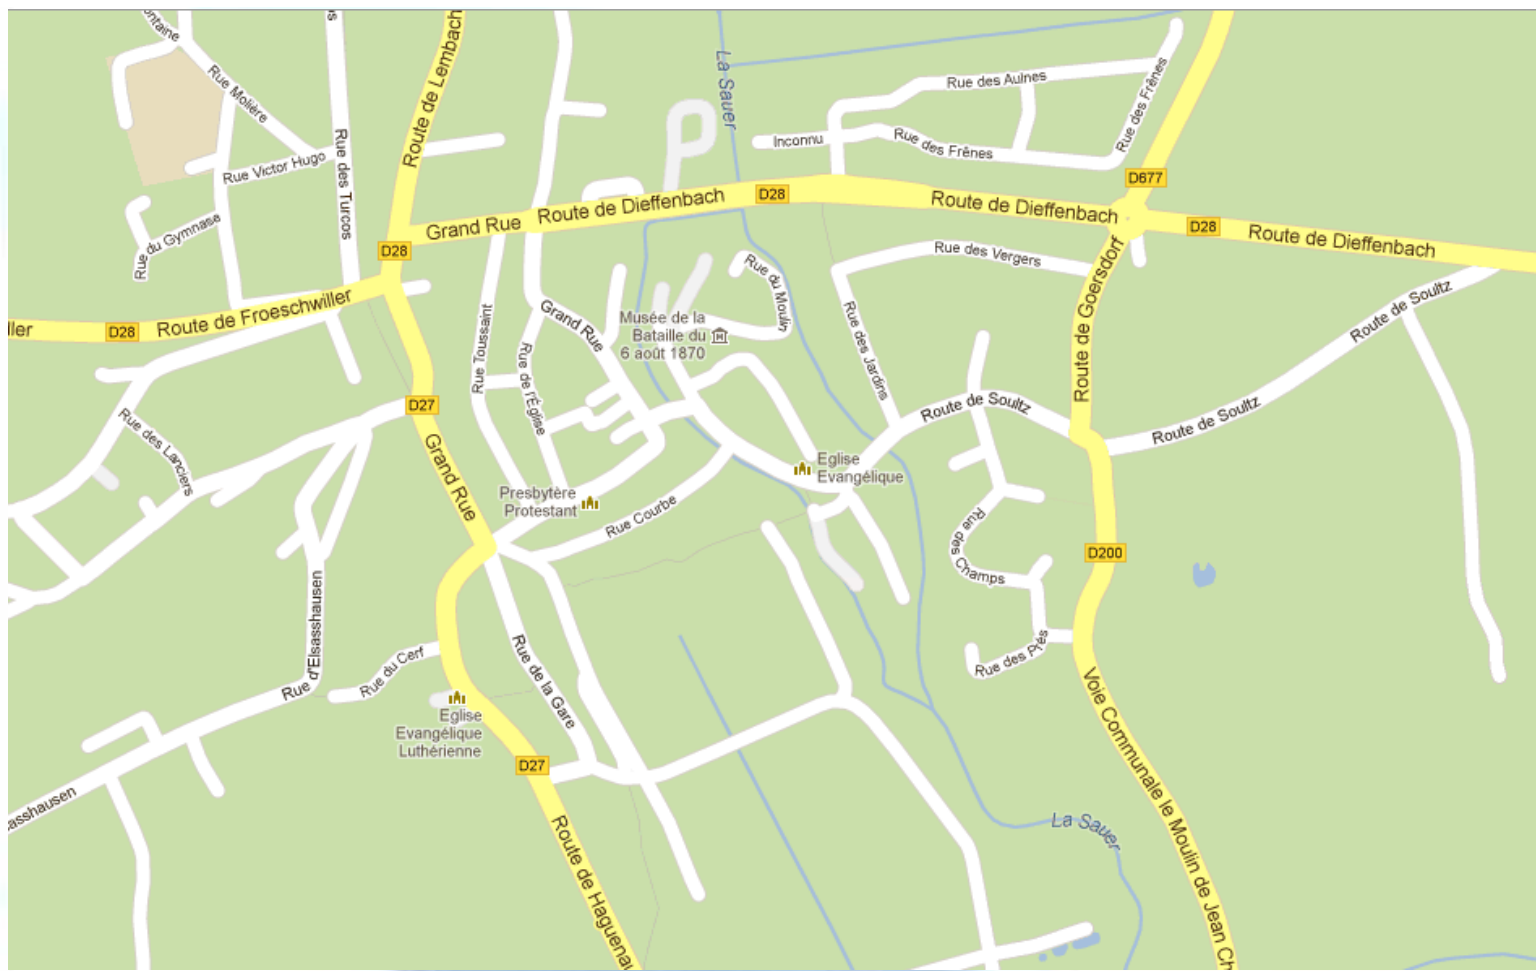 ontaine
Rue Molière
Rue Victor Hugo
Rue du Gymnase
Rue des Turcos
Route de Lembach
La Sauer
Rue des Aulnes
Inconnu
Rue des Frênes
Rue des Frênes
D677
D28
Grand Rue
Route de Dieffenbach
D28
Route de Dieffenbach
D28
Route de Dieffenbach
ller
D28
Route de Froeschwiller
Rue Toussaint
Grand Rue
Rue de l'Église
Musée de la
Bataille du
6 août 1870
Rue du Moulin
Rue des Vergers
Rue des Jardins
Route de Goersdorf
Route de Soultz
Route de Soultz
Route de Soultz
D27
Rue des Lanciers
Grand Rue
Presbytère
Protestant
Rue Courbe
Eglise
Evangélique
Rue des Champs
D200
Rue d'Elsasshausen
Rue du Cerf
Rue de la Gare
Rue des Prés
Eglise
Evangélique
Luthérienne
D27
asshausen
Route de Haguenau
La Sauer
Voie Communale le Moulin de Jean Ch